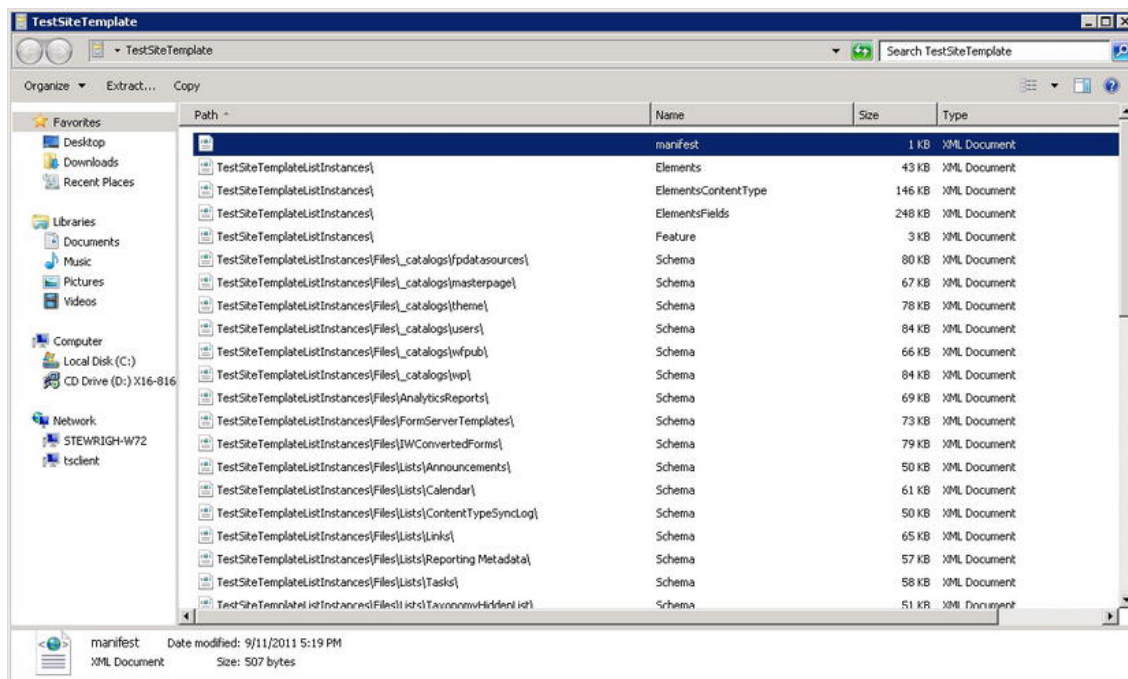 TestSiteTemplate
TestSiteTemplate
Search TestSiteTemplate
Organize Extract... Copy
Path Name Size Type
manifest 1 KB XML Document
TestSiteTemplateListInstances\ Elements 43 KB XML Document
TestSiteTemplateListInstances\ ElementsContentType 146 KB XML Document
TestSiteTemplateListInstances\ ElementsFields 248 KB XML Document
TestSiteTemplateListInstances\ Feature 3 KB XML Document
TestSiteTemplateListInstances\Files\_catalogs\fpdatasources\ Schema 80 KB XML Document
TestSiteTemplateListInstances\Files\_catalogs\masterpage\ Schema 67 KB XML Document
TestSiteTemplateListInstances\Files\_catalogs\theme\ Schema 78 KB XML Document
TestSiteTemplateListInstances\Files\_catalogs\users\ Schema 84 KB XML Document
TestSiteTemplateListInstances\Files\_catalogs\wfpub\ Schema 66 KB XML Document
TestSiteTemplateListInstances\Files\_catalogs\wp\ Schema 84 KB XML Document
TestSiteTemplateListInstances\Files\AnalyticsReports\ Schema 69 KB XML Document
TestSiteTemplateListInstances\Files\FormServerTemplates\ Schema 73 KB XML Document
TestSiteTemplateListInstances\Files\IWConvertedForms\ Schema 79 KB XML Document
TestSiteTemplateListInstances\Files\Lists\Announcements\ Schema 50 KB XML Document
TestSiteTemplateListInstances\Files\Lists\Calendar\ Schema 61 KB XML Document
TestSiteTemplateListInstances\Files\Lists\ContentTypeSyncLog\ Schema 50 KB XML Document
TestSiteTemplateListInstances\Files\Lists\Links\ Schema 65 KB XML Document
TestSiteTemplateListInstances\Files\Lists\Reporting Metadata\ Schema 57 KB XML Document
TestSiteTemplateListInstances\Files\Lists\Tasks\ Schema 58 KB XML Document
TestSiteTemplateListInstances\Files\Lists\TaxonomyHiddenList\ Schema 51 KB XML Document
Favorites
Desktop
Downloads
Recent Places
Libraries
Documents
Music
Pictures
Videos
Computer
Local Disk (C:)
CD Drive (D:) X16-816
Network
STEWRIGH-W72
tsclient
manifest Date modified: 9/11/2011 5:19 PM
XML Document Size: 507 bytes